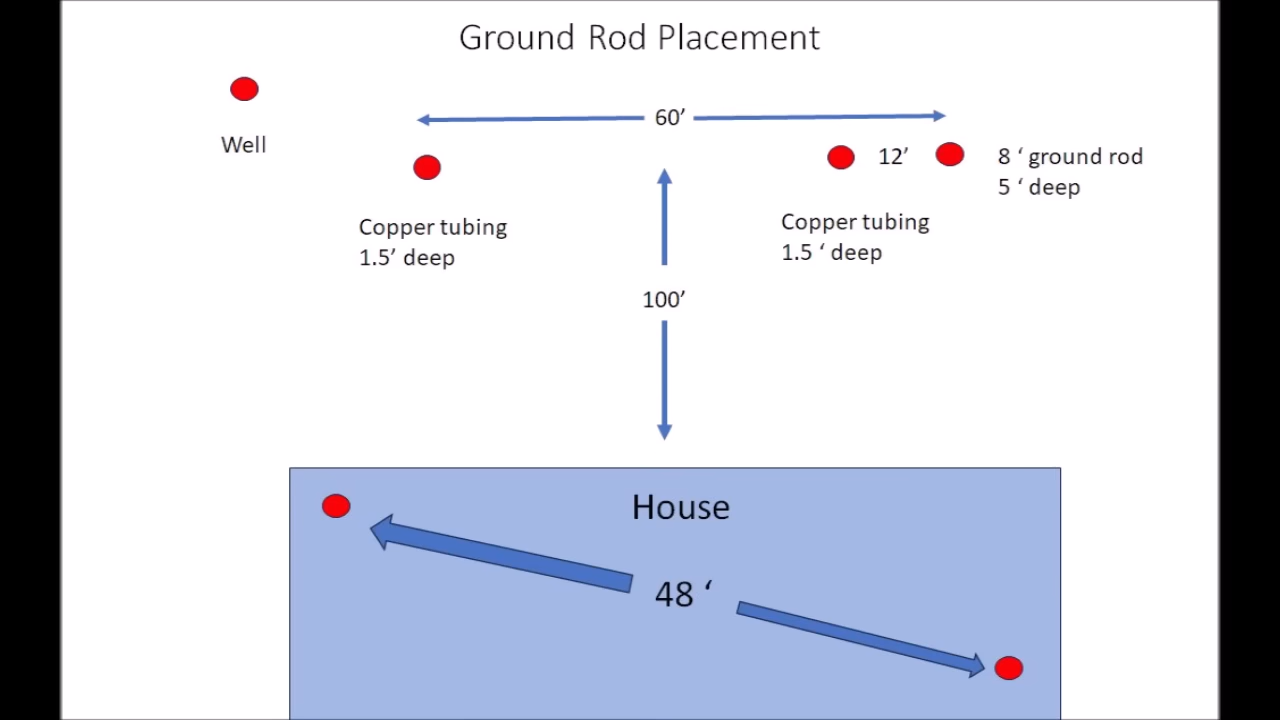 Ground Rod Placement
Well
60’
12’
8 ‘ ground rod
5 ‘ deep
Copper tubing
1.5’ deep
Copper tubing
1.5 ‘ deep
100’
House
48 ‘